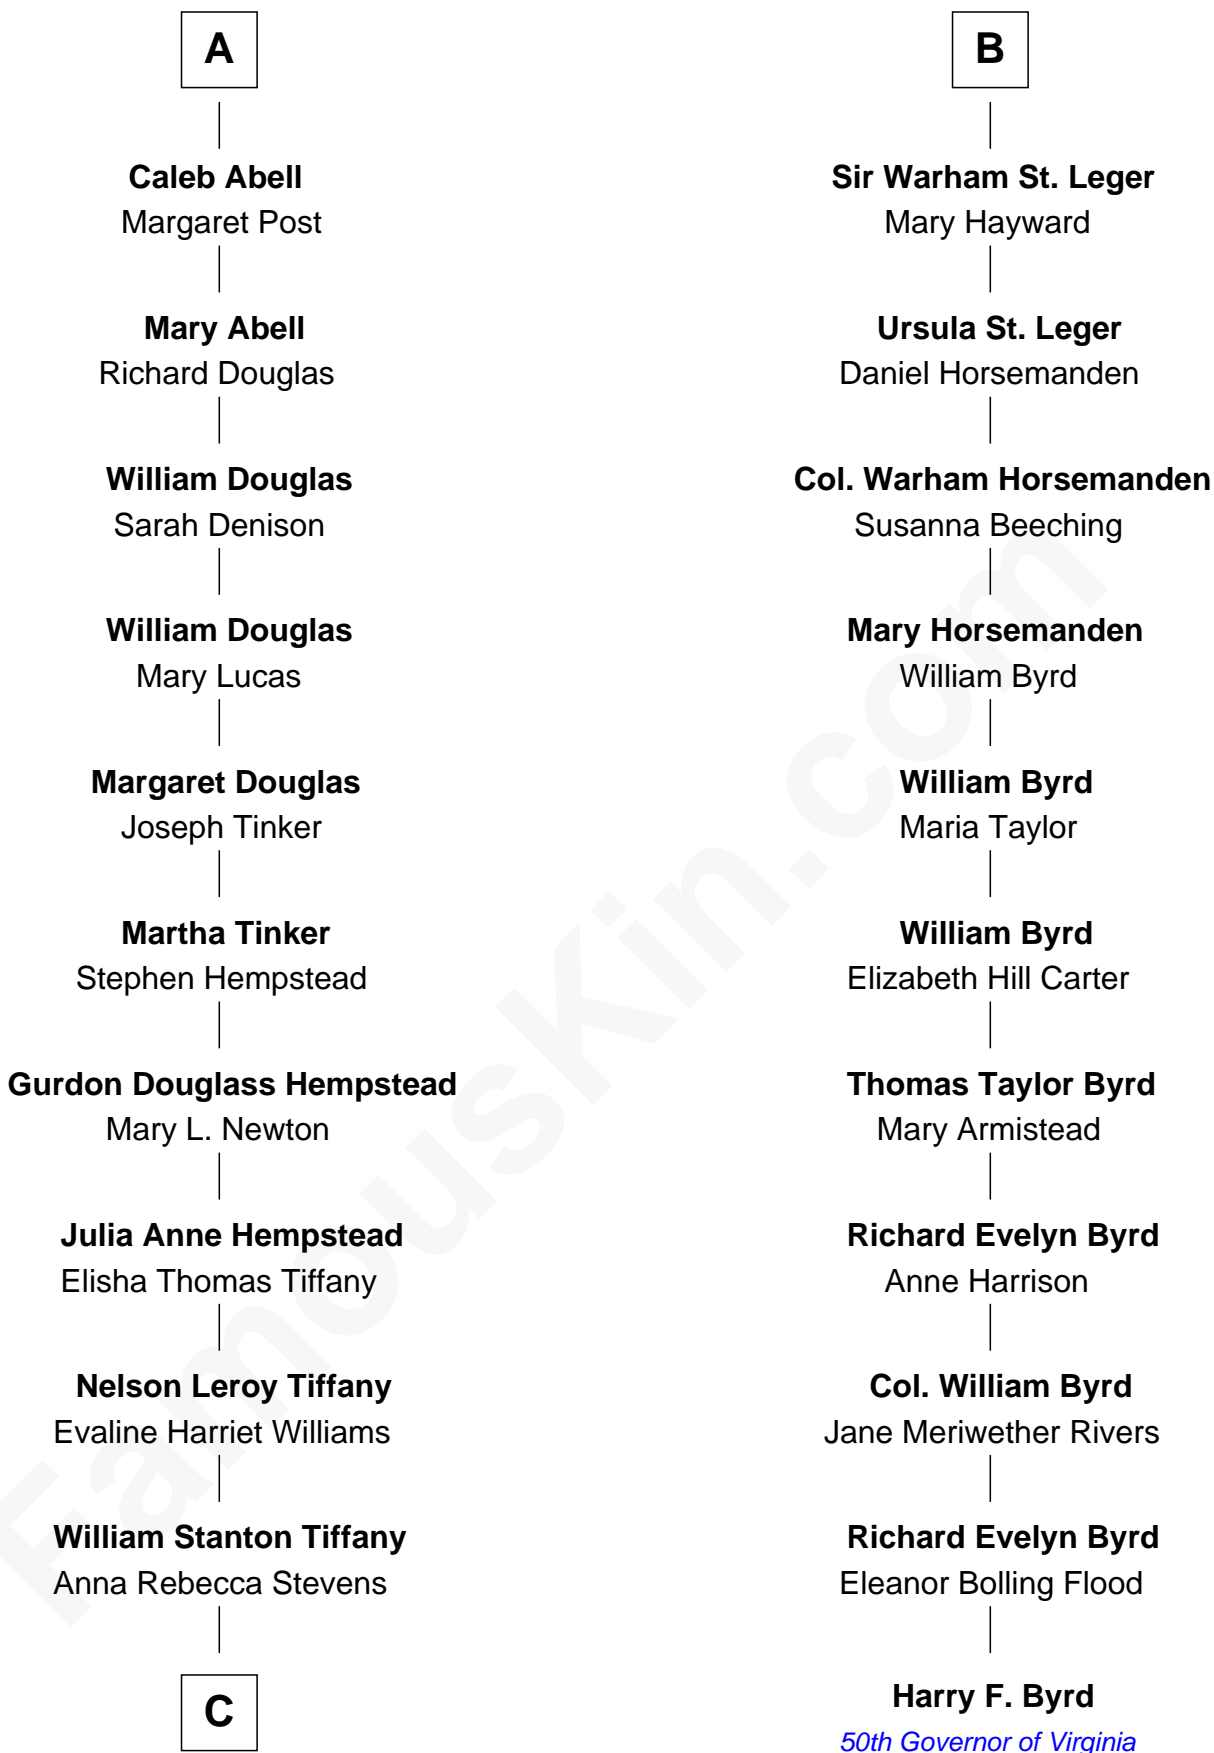 A
Caleb Abell
Margaret Post
Mary Abell
Richard Douglas
William Douglas
Sarah Denison
William Douglas
Mary Lucas
Margaret Douglas
Joseph Tinker
Martha Tinker
Stephen Hempstead
Gurdon Douglass Hempstead
Mary L. Newton
Julia Anne Hempstead
Elisha Thomas Tiffany
Nelson Leroy Tiffany
Evaline Harriet Williams
William Stanton Tiffany
Anna Rebecca Stevens
C
B
Sir Warham St. Leger
Mary Hayward
Ursula St. Leger
Daniel Horsemanden
Col. Warham Horsemanden
Susanna Beeching
Mary Horsemanden
William Byrd
William Byrd
Maria Taylor
William Byrd
Elizabeth Hill Carter
Thomas Taylor Byrd
Mary Armistead
Richard Evelyn Byrd
Anne Harrison
Col. William Byrd
Jane Meriwether Rivers
Richard Evelyn Byrd
Eleanor Bolling Flood
Harry F. Byrd
50th Governor of Virginia
FamousKin.com